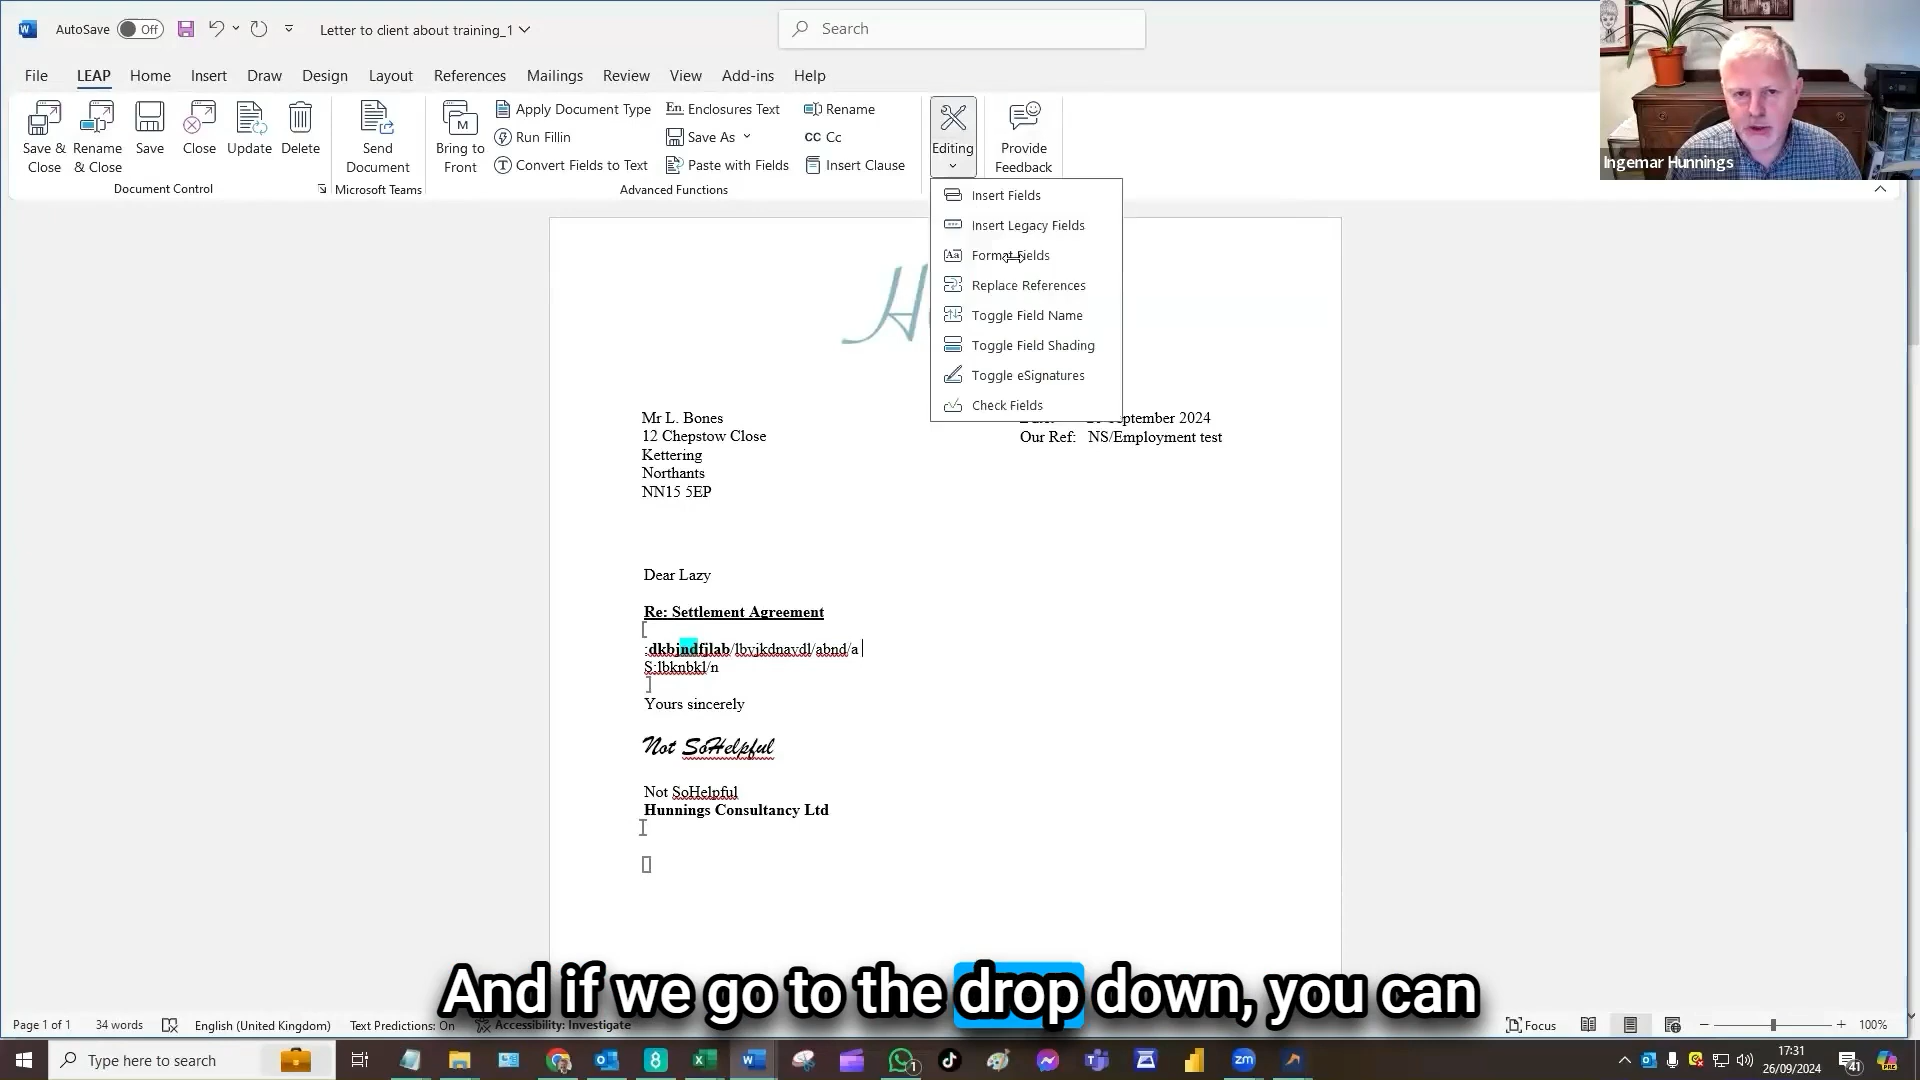 AutoSave Off
Letter to client about training_1
Search
File LEAP Home Insert Draw Design Layout References Mailings Review View Add-ins Help
Save & Close
Rename & Close
Save
Close
Update
Delete
Document Control
Send Document
Microsoft Teams
Bring to Front
Apply Document Type
Run Fillin
Convert Fields to Text
En. Enclosures Text
Save As
Paste with Fields
Rename
CC Cc
Insert Clause
Advanced Functions
Editing
Provide Feedback
Ingemar Hunnings
Insert Fields
Insert Legacy Fields
Format Fields
Replace References
Toggle Field Name
Toggle Field Shading
Toggle eSignatures
Check Fields
H
Mr L. Bones
12 Chepstow Close
Kettering
Northants
NN15 5EP
September 2024
Our Ref: NS/Employment test
Dear Lazy
Re: Settlement Agreement
:dkbjndfjlab/lbvjkdnavdl/abnd/a
S:lbknbkl/n
Yours sincerely
Not SoHelpful
Not SoHelpful
Hunnings Consultancy Ltd
And if we go to the drop down, you can
Page 1 of 1 34 words English (United Kingdom) Text Predictions: On Accessibility: Investigate Focus 100%
Type here to search
17:31
26/09/2024
41